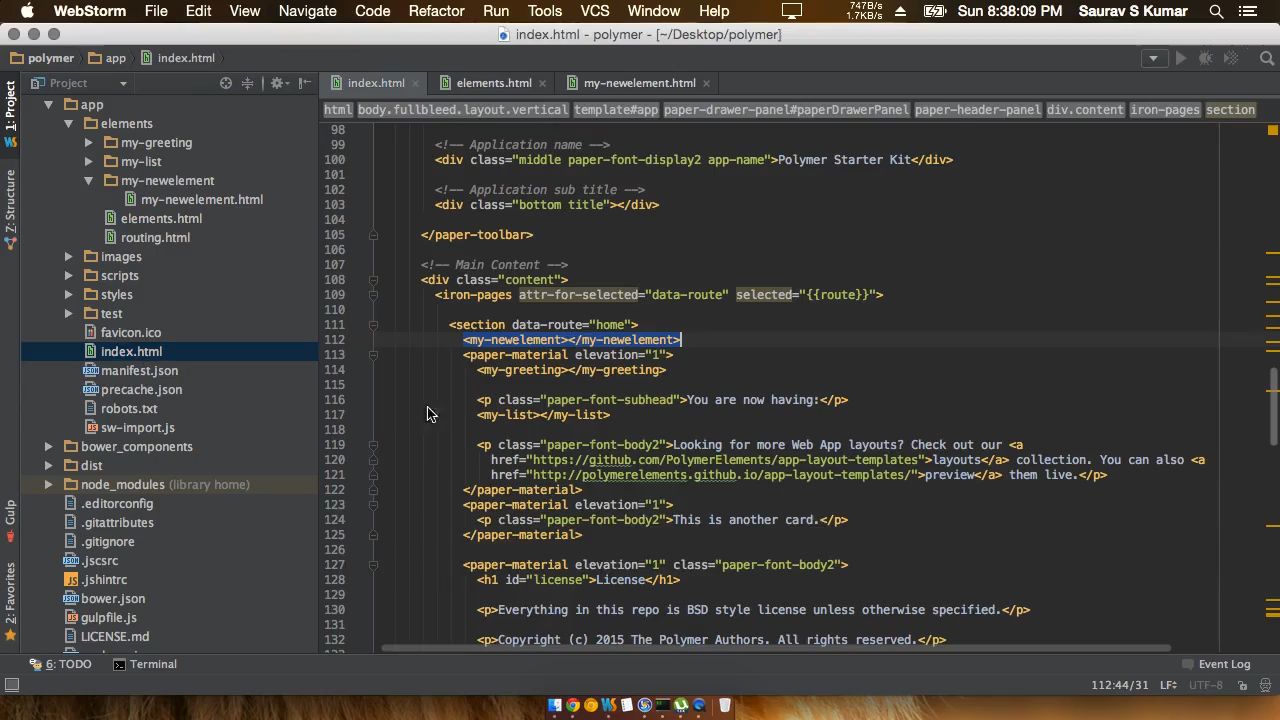 WebStorm File Edit View Navigate Code Refactor Run Tools VCS Window Help 747B/s 1.7KB/s Sun 8:38:09 PM Saurav S Kumar
index.html - polymer - [~/Desktop/polymer]
polymer app index.html
Project index.html elements.html my-newelement.html
1: Project
Z: Structure
Gulp
2: Favorites
app
elements
my-greeting
my-list
my-newelement
my-newelement.html
elements.html
routing.html
images
scripts
styles
test
favicon.ico
index.html
manifest.json
precache.json
robots.txt
sw-import.js
bower_components
dist
node_modules (library home)
.editorconfig
.gitattributes
.gitignore
.jscsrc
.jshintrc
bower.json
gulpfile.js
LICENSE.md
html body.fullbleed.layout.vertical template#app paper-drawer-panel#paperDrawerPanel paper-header-panel div.content iron-pages section
98
99 <!-- Application name -->
100 <div class="middle paper-font-display2 app-name">Polymer Starter Kit</div>
101
102 <!-- Application sub title -->
103 <div class="bottom title"></div>
104
105 </paper-toolbar>
106
107 <!-- Main Content -->
108 <div class="content">
109 <iron-pages attr-for-selected="data-route" selected="{{route}}">
110
111 <section data-route="home">
112 <my-newelement></my-newelement>
113 <paper-material elevation="1">
114 <my-greeting></my-greeting>
115
116 <p class="paper-font-subhead">You are now having:</p>
117 <my-list></my-list>
118
119 <p class="paper-font-body2">Looking for more Web App layouts? Check out our <a
120 href="https://github.com/PolymerElements/app-layout-templates">layouts</a> collection. You can also <a
121 href="http://polymerelements.github.io/app-layout-templates/">preview</a> them live.</p>
122 </paper-material>
123 <paper-material elevation="1">
124 <p class="paper-font-body2">This is another card.</p>
125 </paper-material>
126
127 <paper-material elevation="1" class="paper-font-body2">
128 <h1 id="license">License</h1>
129
130 <p>Everything in this repo is BSD style license unless otherwise specified.</p>
131
132 <p>Copyright (c) 2015 The Polymer Authors. All rights reserved.</p>
6: TODO Terminal Event Log
112:44/31 LF UTF-8